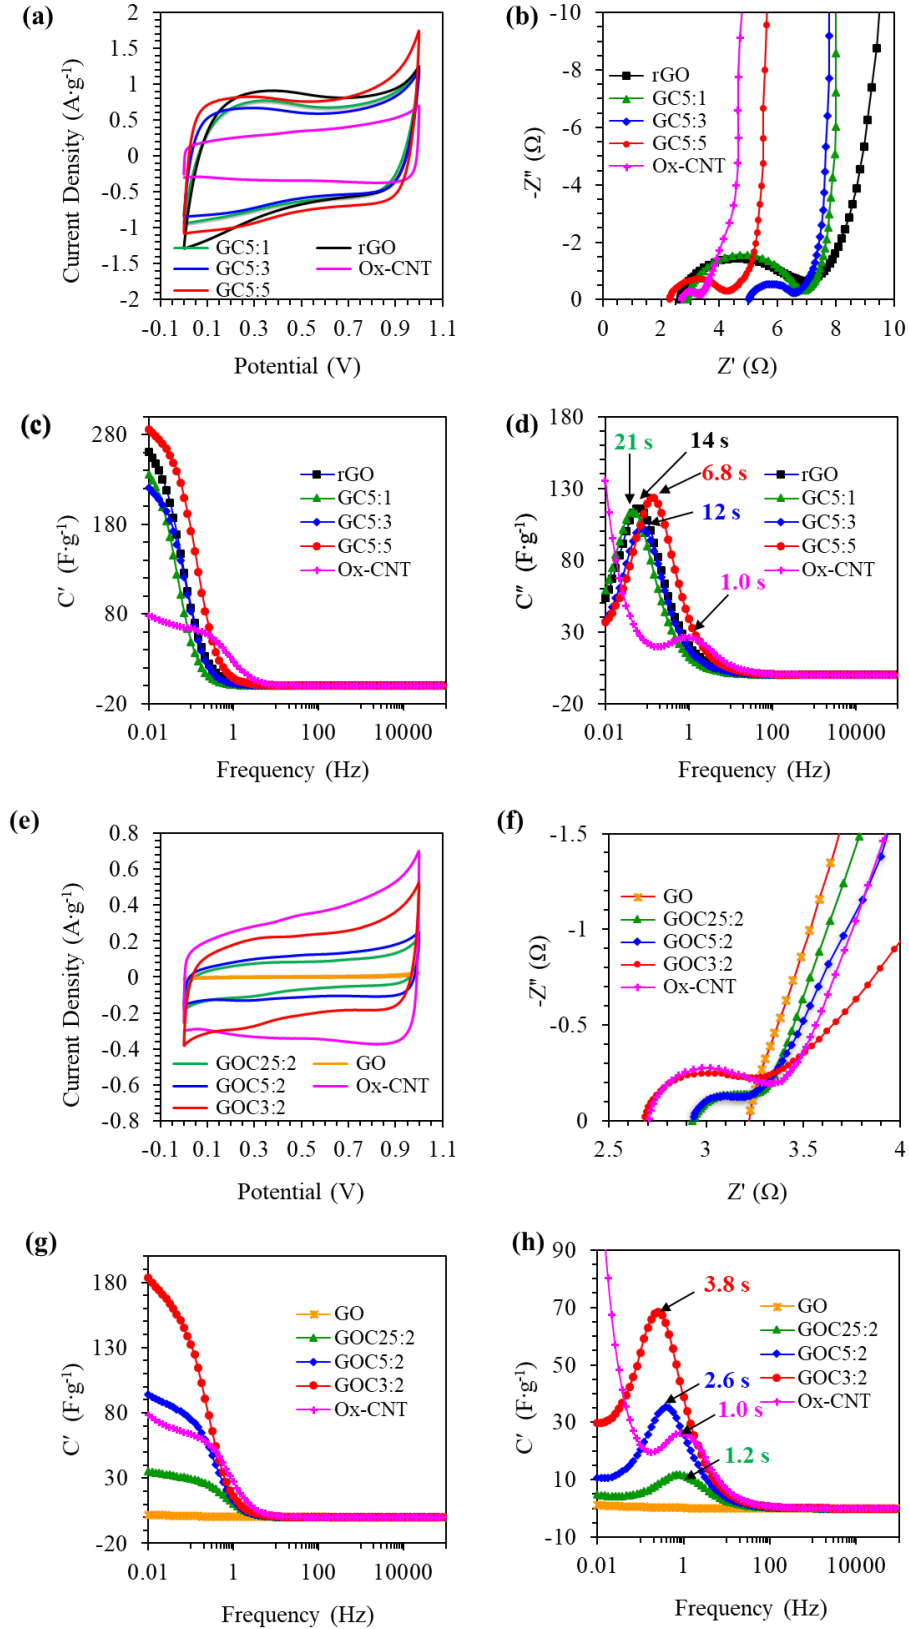 (a)
2
1.5
1
0.5
0
-0.5
-1
-1.5
-2
Current Density (A·g⁻¹)
GC5:1
rGO
GC5:3
Ox-CNT
GC5:5
-0.1 0.1 0.3 0.5 0.7 0.9 1.1
Potential (V)
(b)
-10
-8
-6
-4
-2
0
-Z" (Ω)
rGO
GC5:1
GC5:3
GC5:5
Ox-CNT
0 2 4 6 8 10
Z' (Ω)
(c)
280
180
80
-20
C′ (F·g⁻¹)
rGO
GC5:1
GC5:3
GC5:5
Ox-CNT
0.01 1 100 10000
Frequency (Hz)
(d)
180
130
80
30
-20
C″ (F·g⁻¹)
21 s
14 s
6.8 s
12 s
1.0 s
rGO
GC5:1
GC5:3
GC5:5
Ox-CNT
0.01 1 100 10000
Frequency (Hz)
(e)
0.8
0.6
0.4
0.2
0
-0.2
-0.4
-0.6
-0.8
Current Density (A·g⁻¹)
GOC25:2
GO
GOC5:2
Ox-CNT
GOC3:2
-0.1 0.1 0.3 0.5 0.7 0.9 1.1
Potential (V)
(f)
-1.5
-1
-0.5
0
-Z" (Ω)
GO
GOC25:2
GOC5:2
GOC3:2
Ox-CNT
2.5 3 3.5 4
Z' (Ω)
(g)
180
130
80
30
-20
C′ (F·g⁻¹)
GO
GOC25:2
GOC5:2
GOC3:2
Ox-CNT
0.01 1 100 10000
Frequency (Hz)
(h)
90
70
50
30
10
-10
C′ (F·g⁻¹)
3.8 s
2.6 s
1.0 s
1.2 s
GO
GOC25:2
GOC5:2
GOC3:2
Ox-CNT
0.01 1 100 10000
Frequency (Hz)